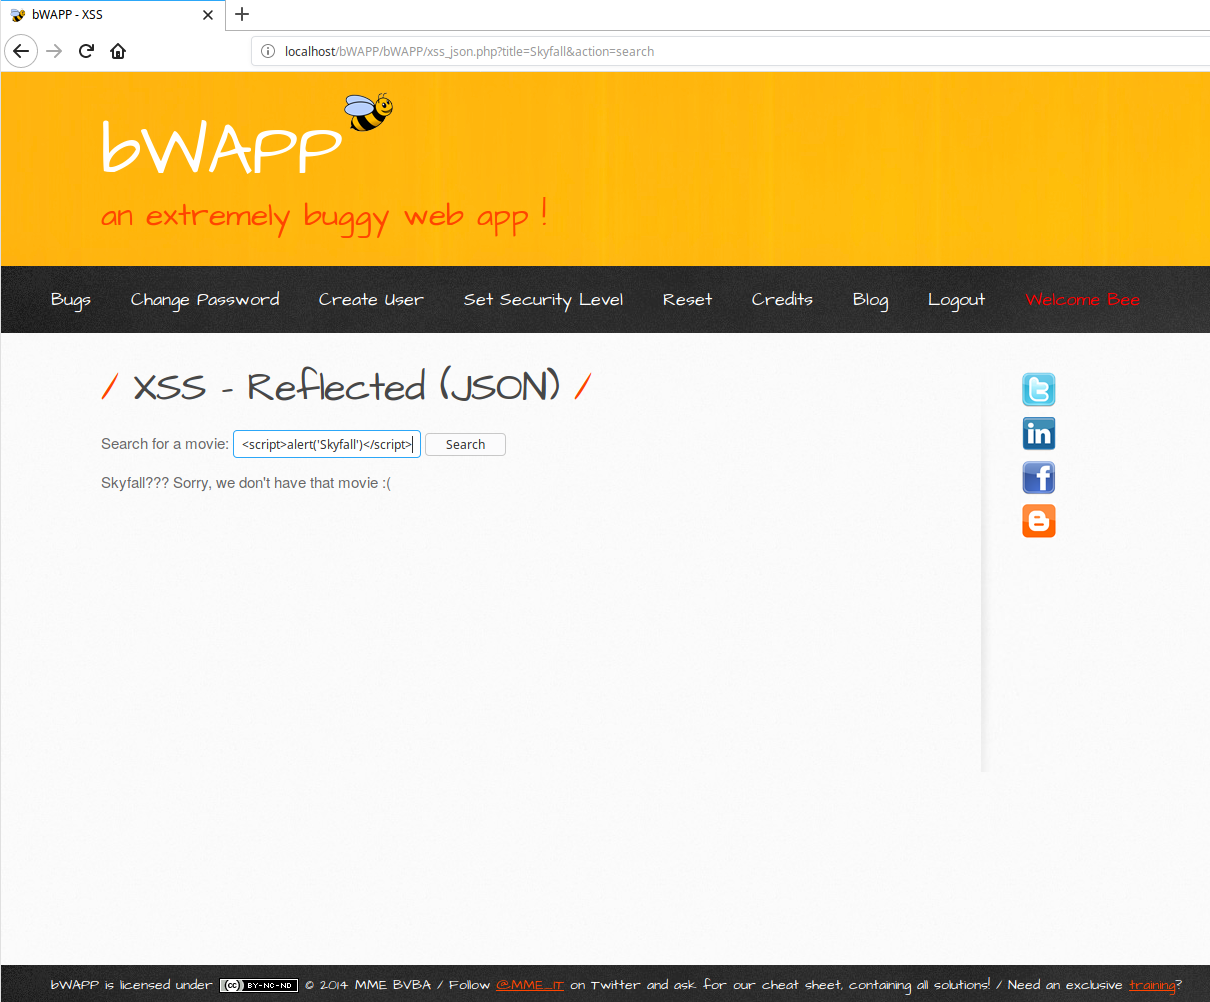 bWAPP - XSS
localhost/bWAPP/bWAPP/xss_json.php?title=Skyfall&action=search
bWAPP
an extremely buggy web app !
Bugs Change Password Create User Set Security Level Reset Credits Blog Logout Welcome Bee
/ XSS - Reflected (JSON) /
Search for a movie: <script>alert('Skyfall')</script> Search
Skyfall??? Sorry, we don't have that movie :(
bWAPP is licensed under (cc) BY-NC-ND © 2014 MME BVBA / Follow @MME_IT on Twitter and ask for our cheat sheet, containing all solutions! / Need an exclusive training?